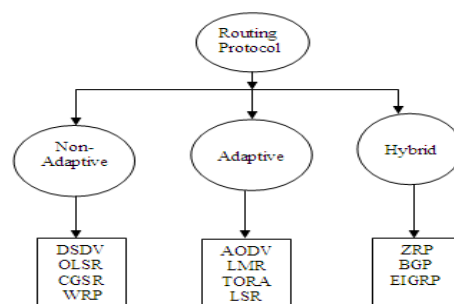 Routing
Protocol
Non-
Adaptive
Adaptive
Hybrid
DSDV
OLSR
CGSR
WRP
AODV
LMR
TORA
LSR
ZRP
BGP
EIGRP